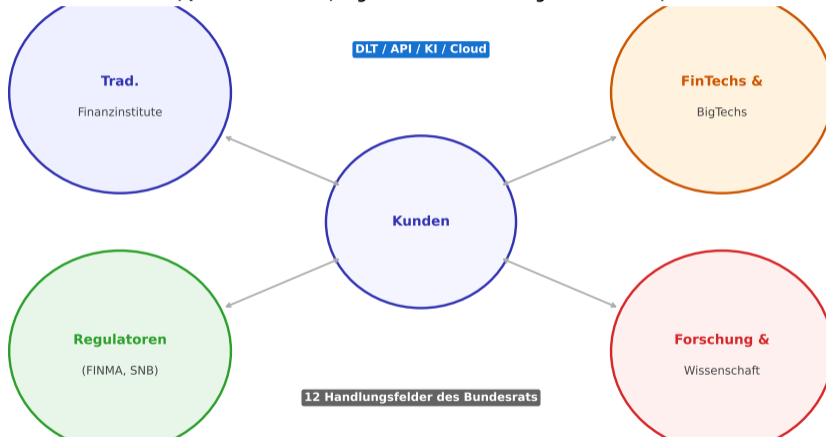 DLT / API / KI / Cloud
Trad.
Finanzinstitute
FinTechs &
BigTechs
Kunden
Regulatoren
(FINMA, SNB)
Forschung &
Wissenschaft
12 Handlungsfelder des Bundesrats